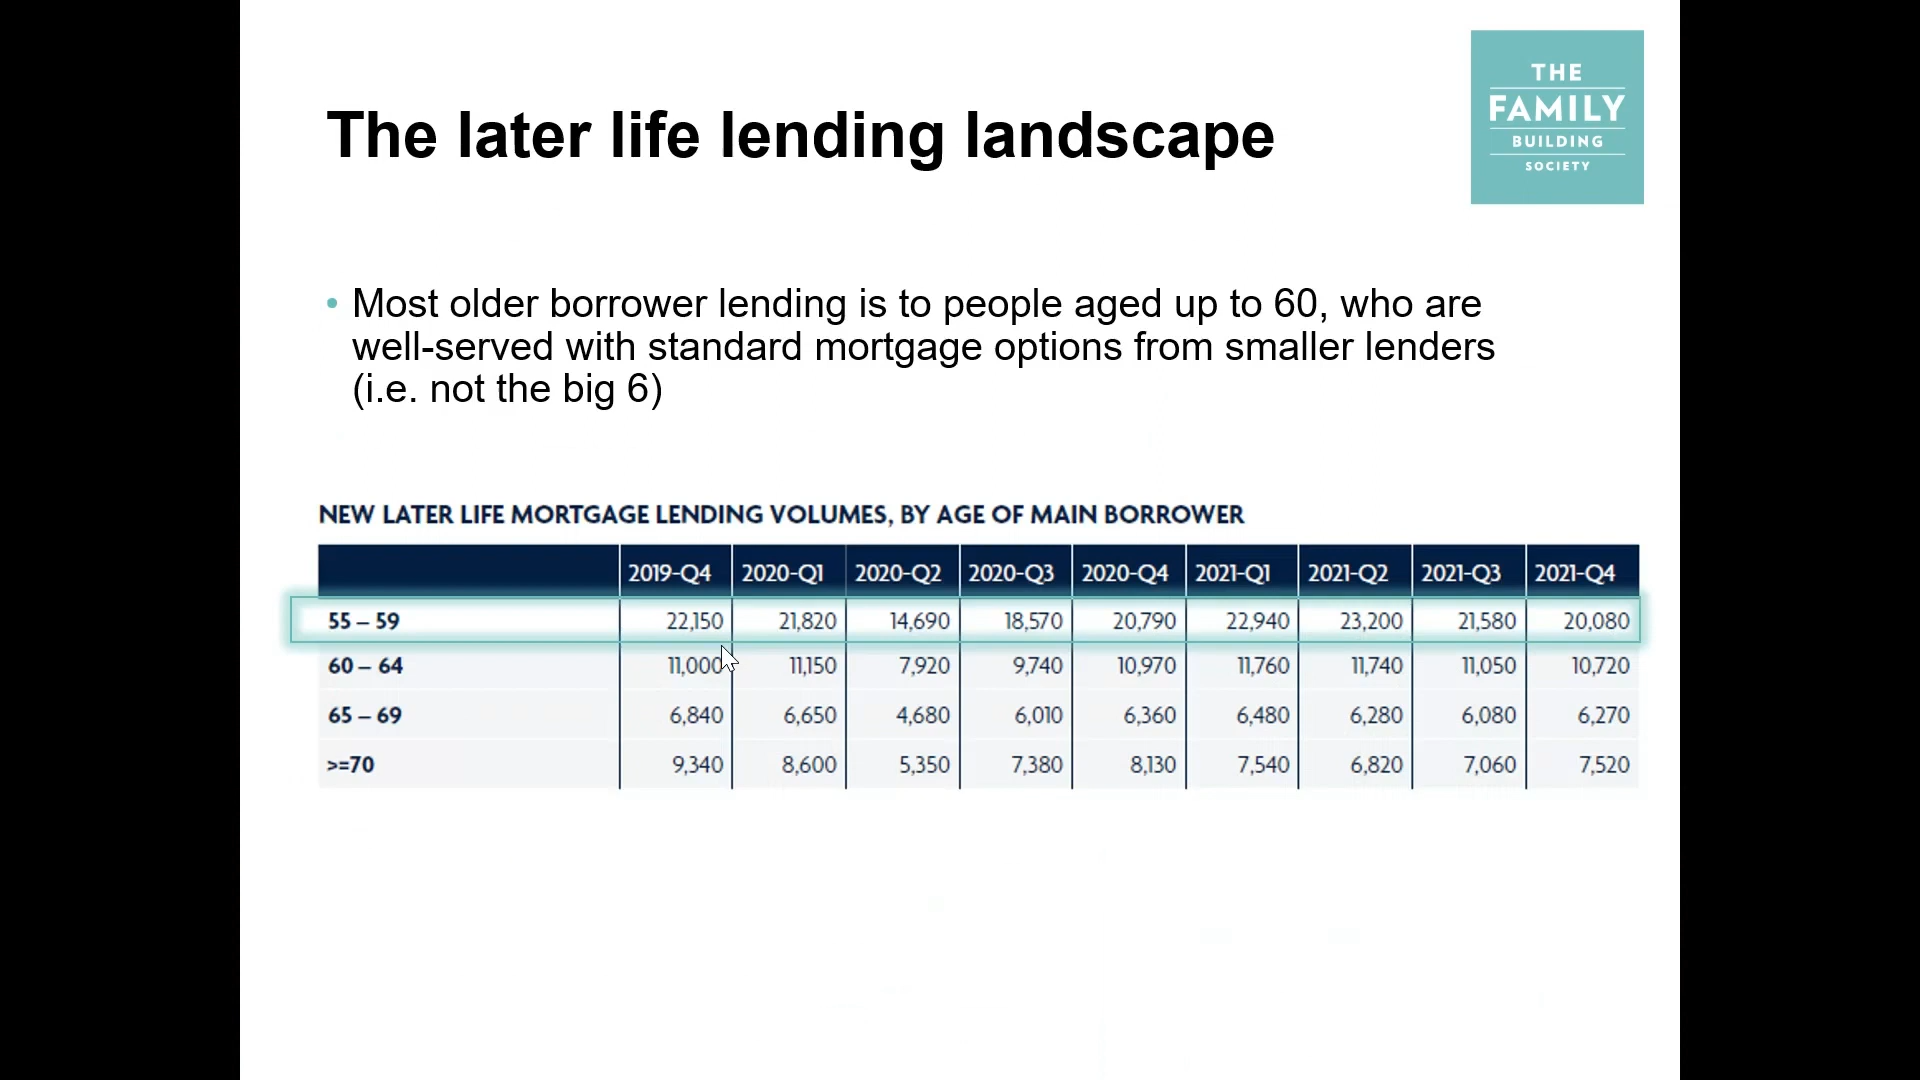 The later life lending landscape
THE
FAMILY
BUILDING
SOCIETY
• Most older borrower lending is to people aged up to 60, who are
well-served with standard mortgage options from smaller lenders
(i.e. not the big 6)
NEW LATER LIFE MORTGAGE LENDING VOLUMES, BY AGE OF MAIN BORROWER
2019-Q4 2020-Q1 2020-Q2 2020-Q3 2020-Q4 2021-Q1 2021-Q2 2021-Q3 2021-Q4
55 – 59 22,150 21,820 14,690 18,570 20,790 22,940 23,200 21,580 20,080
60 – 64 11,000 11,150 7,920 9,740 10,970 11,760 11,740 11,050 10,720
65 – 69 6,840 6,650 4,680 6,010 6,360 6,480 6,280 6,080 6,270
>=70 9,340 8,600 5,350 7,380 8,130 7,540 6,820 7,060 7,520